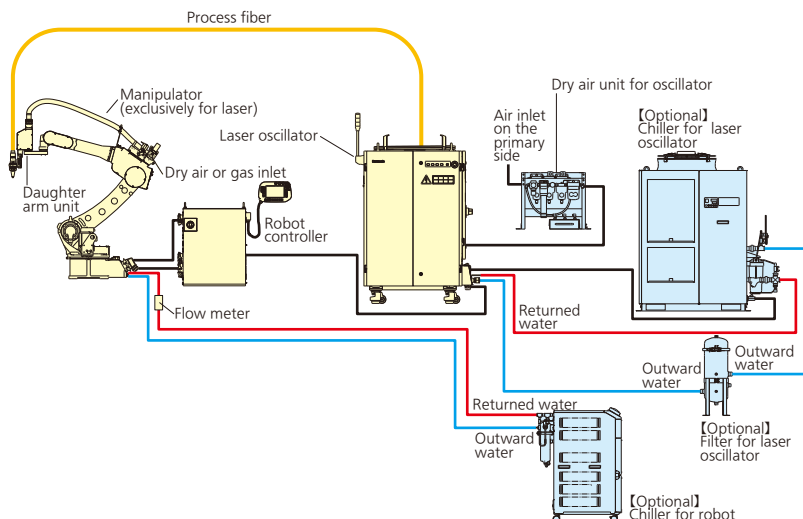 Process fiber
Manipulator
(exclusively for laser)
Laser oscillator
Dry air or gas inlet
Daughter
arm unit
Robot
controller
Flow meter
Dry air unit for oscillator
Air inlet
on the
primary
side
【Optional】
Chiller for laser
oscillator
Returned
water
Outward
water
Outward
water
【Optional】
Filter for laser
oscillator
Returned water
Outward
water
【Optional】
Chiller for robot